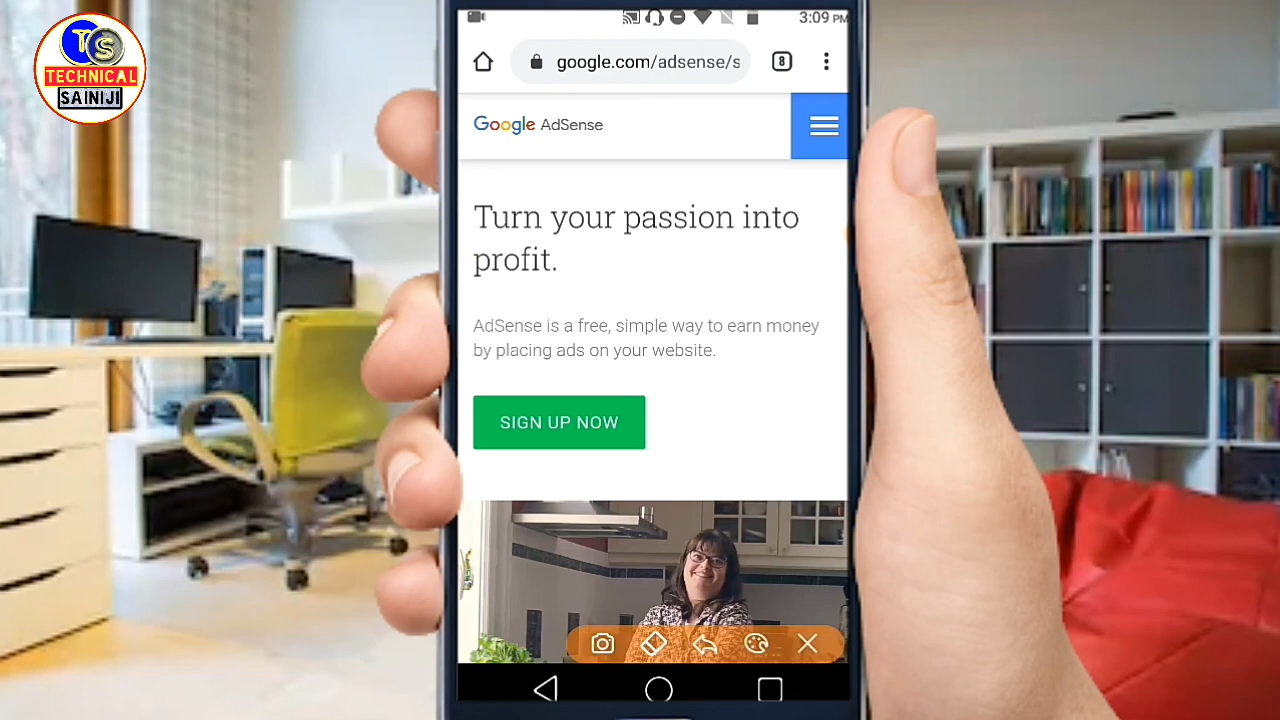 TS
TECHNICAL
SAINIJI
3:09 PM
google.com/adsense/s
8
Google AdSense
Turn your passion into
profit.
AdSense is a free, simple way to earn money
by placing ads on your website.
SIGN UP NOW